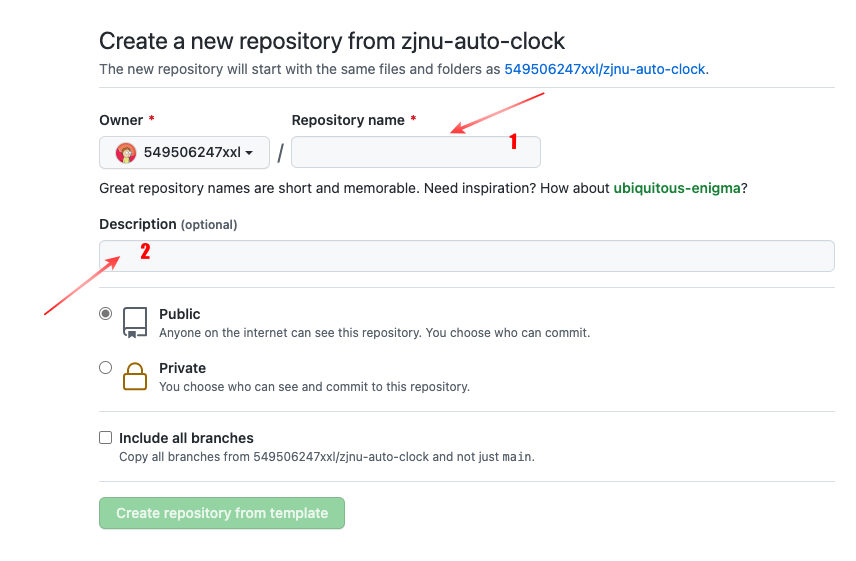 Create a new repository from zjnu-auto-clock
The new repository will start with the same files and folders as 549506247xxl/zjnu-auto-clock.
Owner * Repository name *
549506247xxl / 1
Great repository names are short and memorable. Need inspiration? How about ubiquitous-enigma?
Description (optional)
2
Public
Anyone on the internet can see this repository. You choose who can commit.
Private
You choose who can see and commit to this repository.
Include all branches
Copy all branches from 549506247xxl/zjnu-auto-clock and not just main.
Create repository from template